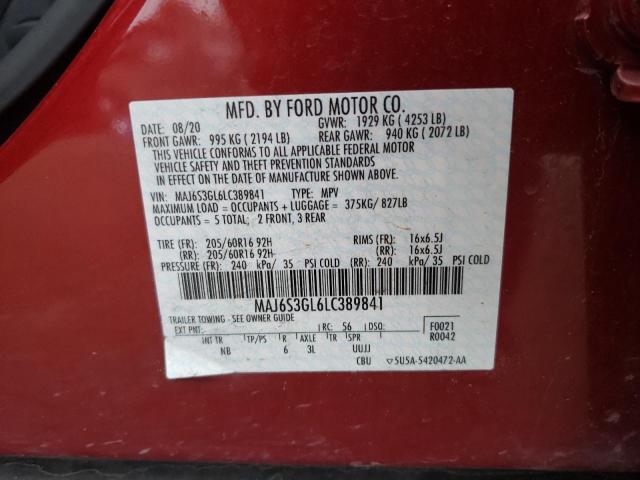 MFD. BY FORD MOTOR CO.
DATE: 08/20 GVWR: 1929 KG ( 4253 LB)
FRONT GAWR: 995 KG ( 2194 LB) REAR GAWR: 940 KG ( 2072 LB)
THIS VEHICLE CONFORMS TO ALL APPLICABLE FEDERAL MOTOR
VEHICLE SAFETY AND THEFT PREVENTION STANDARDS
IN EFFECT ON THE DATE OF MANUFACTURE SHOWN ABOVE.
VIN: MAJ6S3GL6LC389841 TYPE: MPV
MAXIMUM LOAD = OCCUPANTS + LUGGAGE = 375KG/ 827LB
OCCUPANTS = 5 TOTAL; 2 FRONT, 3 REAR
TIRE (FR): 205/60R16 92H RIMS (FR): 16x6.5J
(RR): 205/60R16 92H (RR): 16x6.5J
PRESSURE (FR): 240 kPa/ 35 PSI COLD (RR): 240 kPa/ 35 PSI COLD
MAJ6S3GL6LC389841
TRAILER TOWING - SEE OWNER GUIDE
EXT PNT: RC: 56 DSO: F0021
R0042
INT TR TP/PS R AXLE TR SPR
NB 6 3L UUJJ
CBU 5U5A-5420472-AA